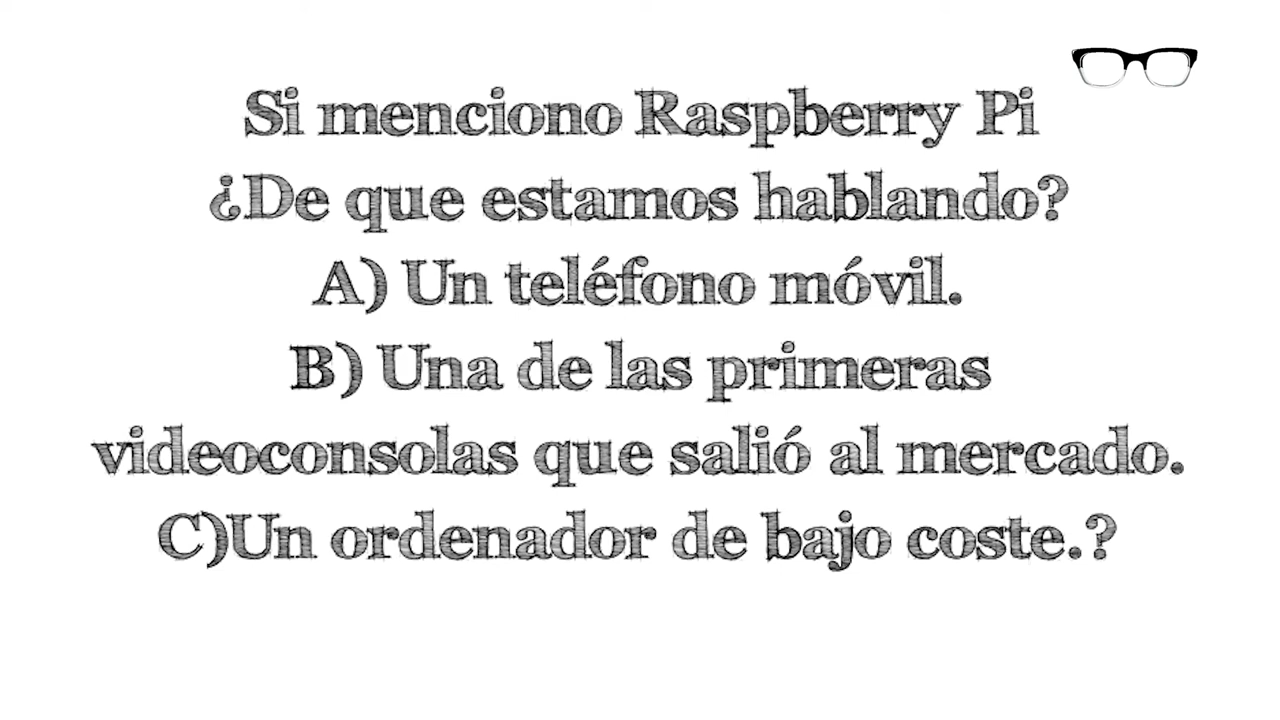 Si menciono Raspberry Pi
¿De que estamos hablando?
A) Un teléfono móvil.
B) Una de las primeras
videoconsolas que salió al mercado.
C)Un ordenador de bajo coste.?